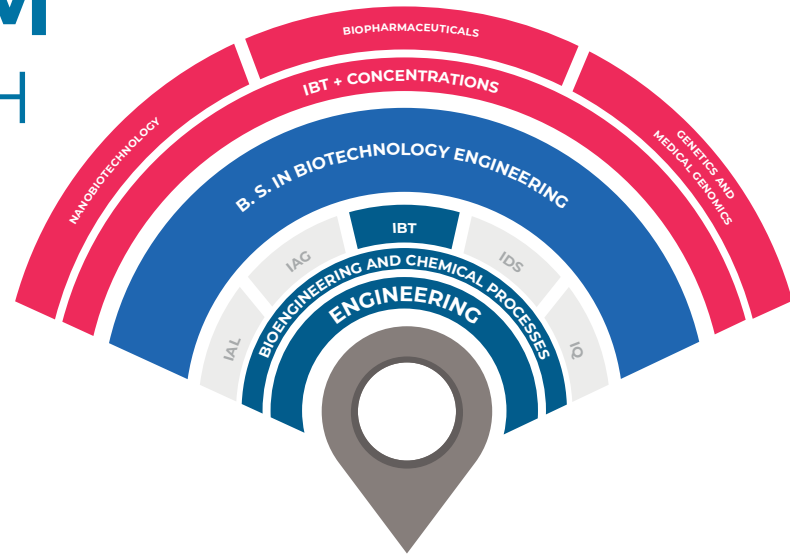 M
H
BIOPHARMACEUTICALS
NANOBIOTECHNOLOGY
GENETICS AND
MEDICAL GENOMICS
IBT + CONCENTRATIONS
B. S. IN BIOTECHNOLOGY ENGINEERING
IAL
IAG
IBT
IDS
IQ
BIOENGINEERING AND CHEMICAL PROCESSES
ENGINEERING